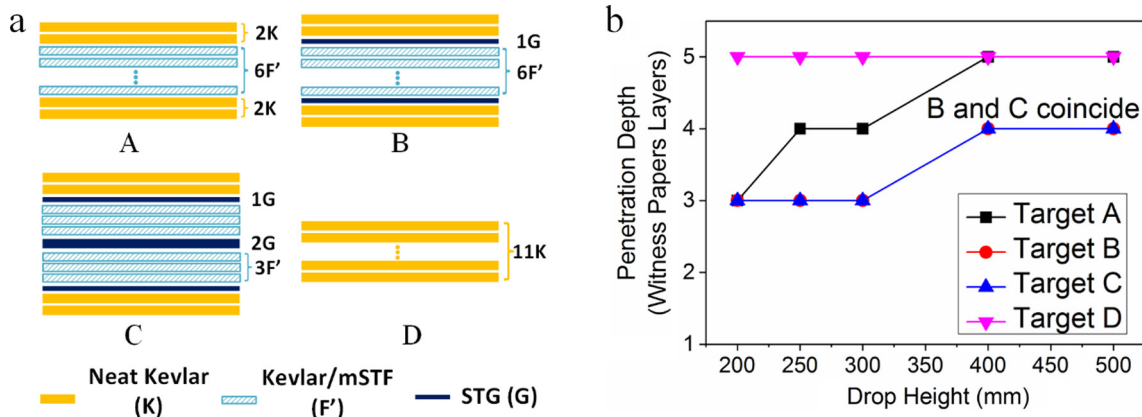 a
2K
6F'
2K
A
1G
6F'
B
1G
2G
3F'
C
11K
D
Neat Kevlar
(K)
Kevlar/mSTF
(F')
STG (G)
b
Penetration Depth
(Witness Papers Layers)
5
4
3
2
1
B and C coincide
Target A
Target B
Target C
Target D
200 250 300 350 400 450 500
Drop Height (mm)